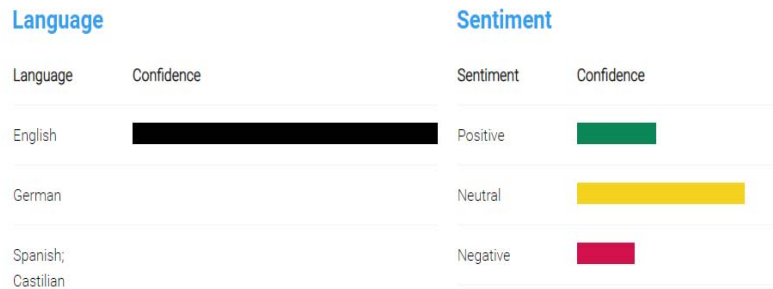 Language
Language Confidence
English
German
Spanish;
Castilian
Sentiment
Sentiment Confidence
Positive
Neutral
Negative